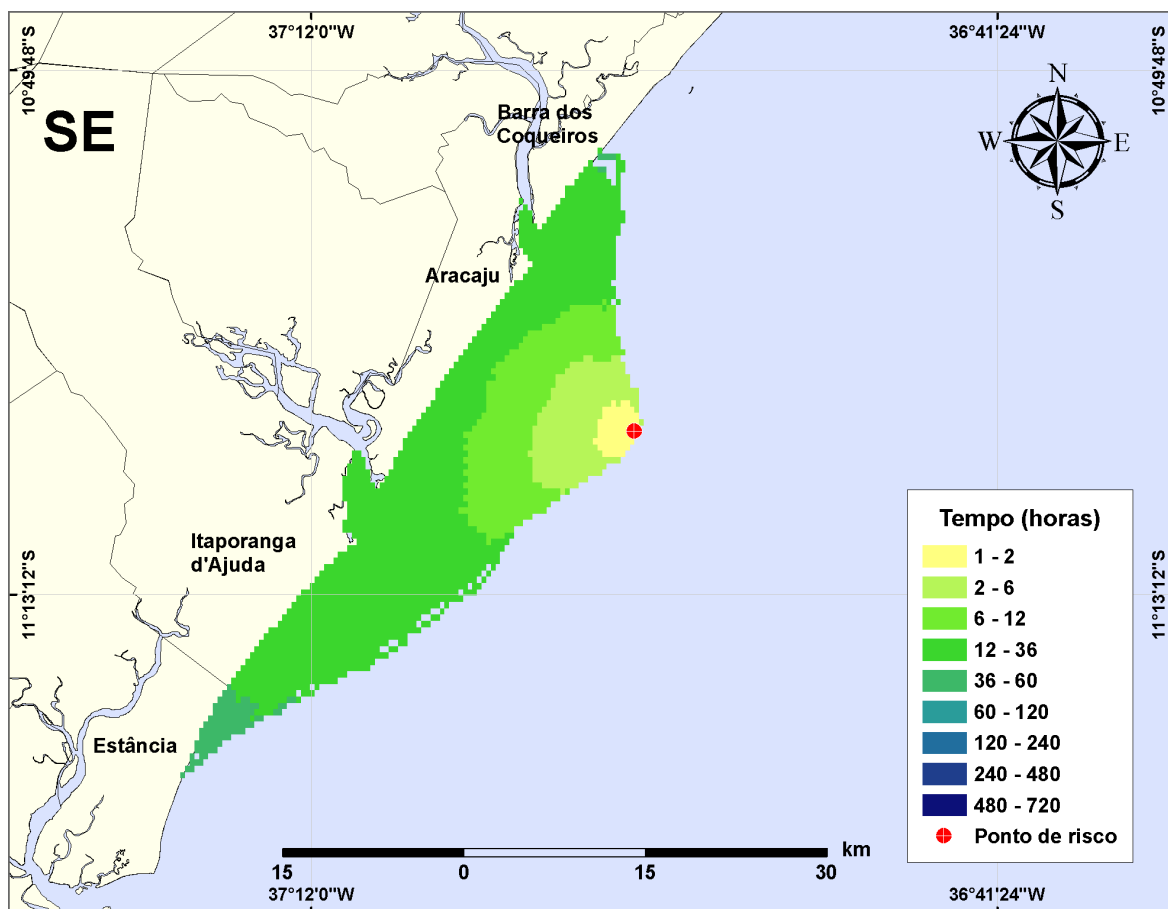 37°12'0"W
36°41'24"W
10°49'48"S
10°49'48"S
SE
Barra dos
Coqueiros
N
W
E
S
Aracaju
Itaporanga
d'Ajuda
11°13'12"S
11°13'12"S
Estância
Tempo (horas)
1 - 2
2 - 6
6 - 12
12 - 36
36 - 60
60 - 120
120 - 240
240 - 480
480 - 720
Ponto de risco
km
15
0
15
30
37°12'0"W
36°41'24"W